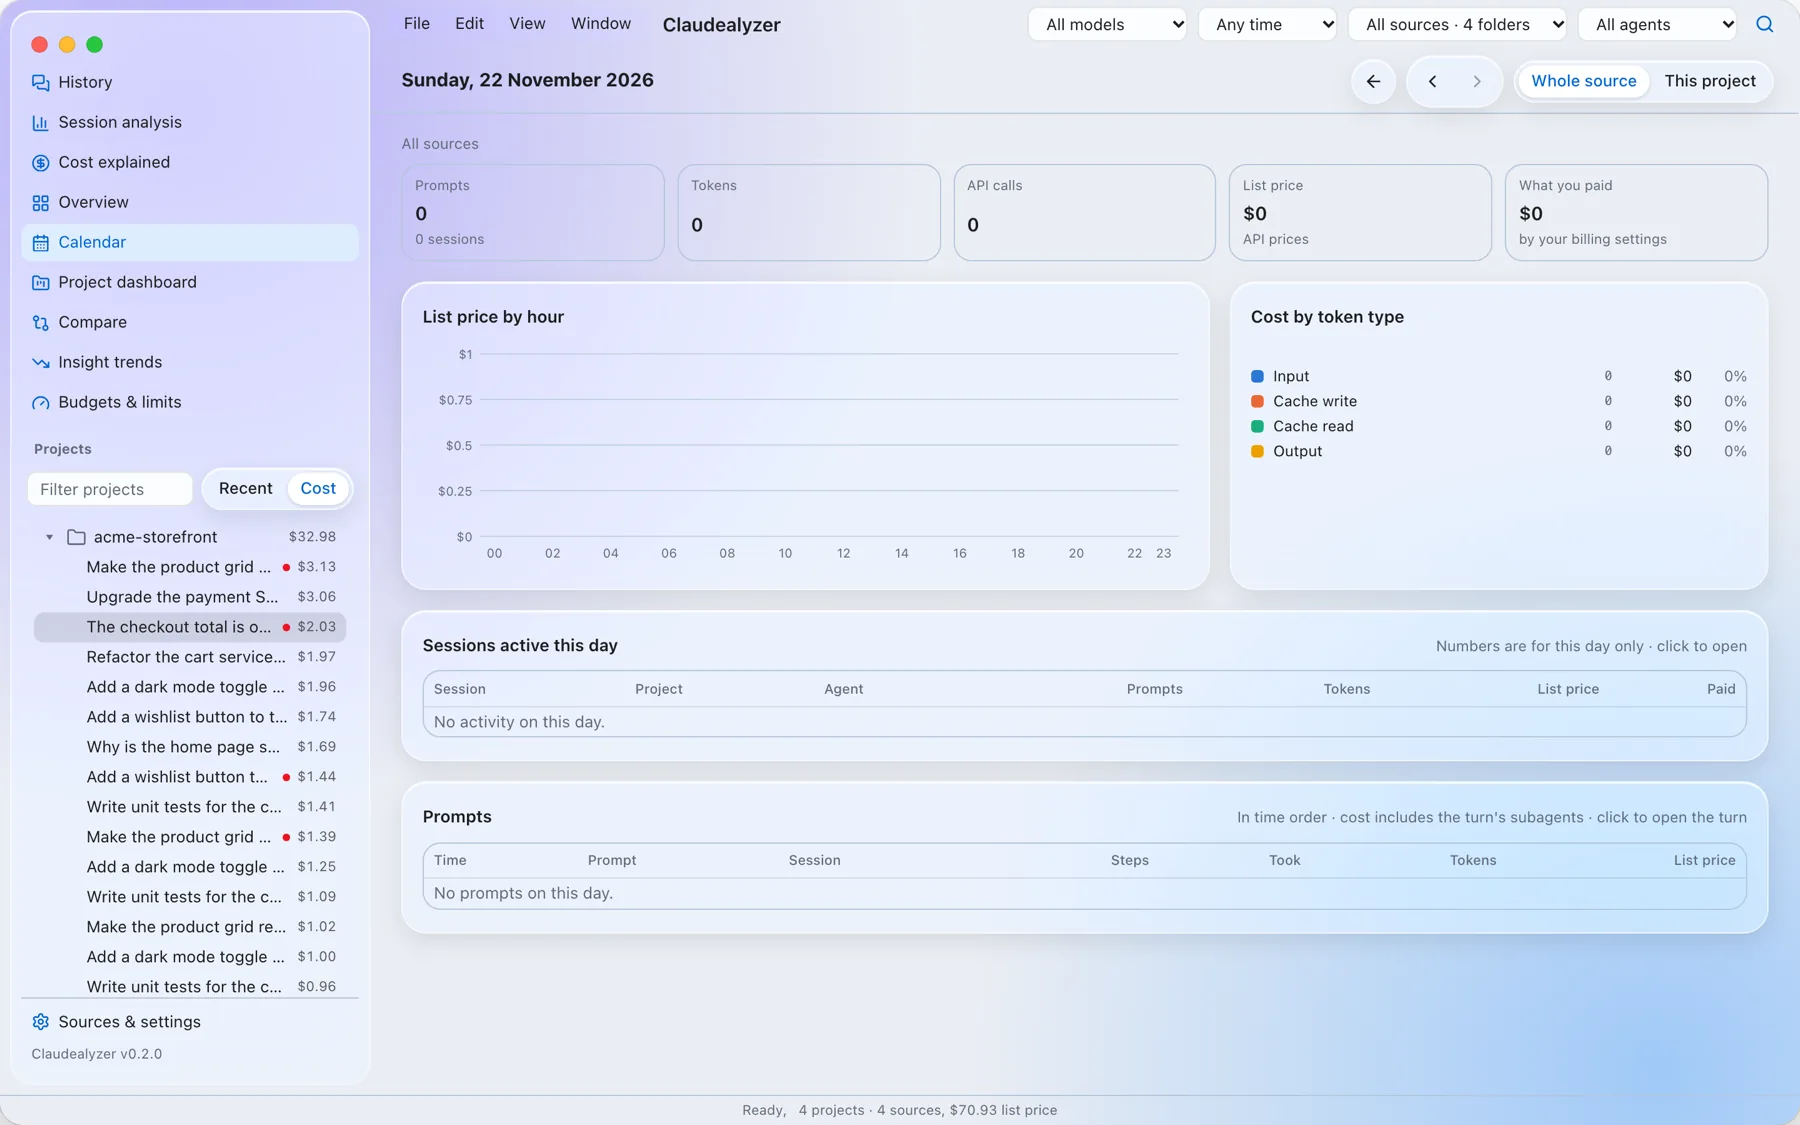 File Edit View Window Claudealyzer All models Any time All sources · 4 folders All agents
History
Session analysis
Cost explained
Overview
Calendar
Project dashboard
Compare
Insight trends
Budgets & limits
Projects
Filter projects Recent Cost
acme-storefront $32.98
Make the product grid ... $3.13
Upgrade the payment S... $3.06
The checkout total is o... $2.03
Refactor the cart service... $1.97
Add a dark mode toggle ... $1.96
Add a wishlist button to t... $1.74
Why is the home page s... $1.69
Add a wishlist button t... $1.44
Write unit tests for the c... $1.41
Make the product grid ... $1.39
Add a dark mode toggle ... $1.25
Write unit tests for the c... $1.09
Make the product grid re... $1.02
Add a dark mode toggle ... $1.00
Write unit tests for the c... $0.96
Sources & settings
Claudealyzer v0.2.0
Sunday, 22 November 2026 Whole source This project
All sources
Prompts
0
0 sessions
Tokens
0
API calls
0
List price
$0
API prices
What you paid
$0
by your billing settings
List price by hour
$1
$0.75
$0.5
$0.25
$0
00 02 04 06 08 10 12 14 16 18 20 22 23
Cost by token type
Input 0 $0 0%
Cache write 0 $0 0%
Cache read 0 $0 0%
Output 0 $0 0%
Sessions active this day Numbers are for this day only · click to open
Session Project Agent Prompts Tokens List price Paid
No activity on this day.
Prompts In time order · cost includes the turn's subagents · click to open the turn
Time Prompt Session Steps Took Tokens List price
No prompts on this day.
Ready, 4 projects · 4 sources, $70.93 list price